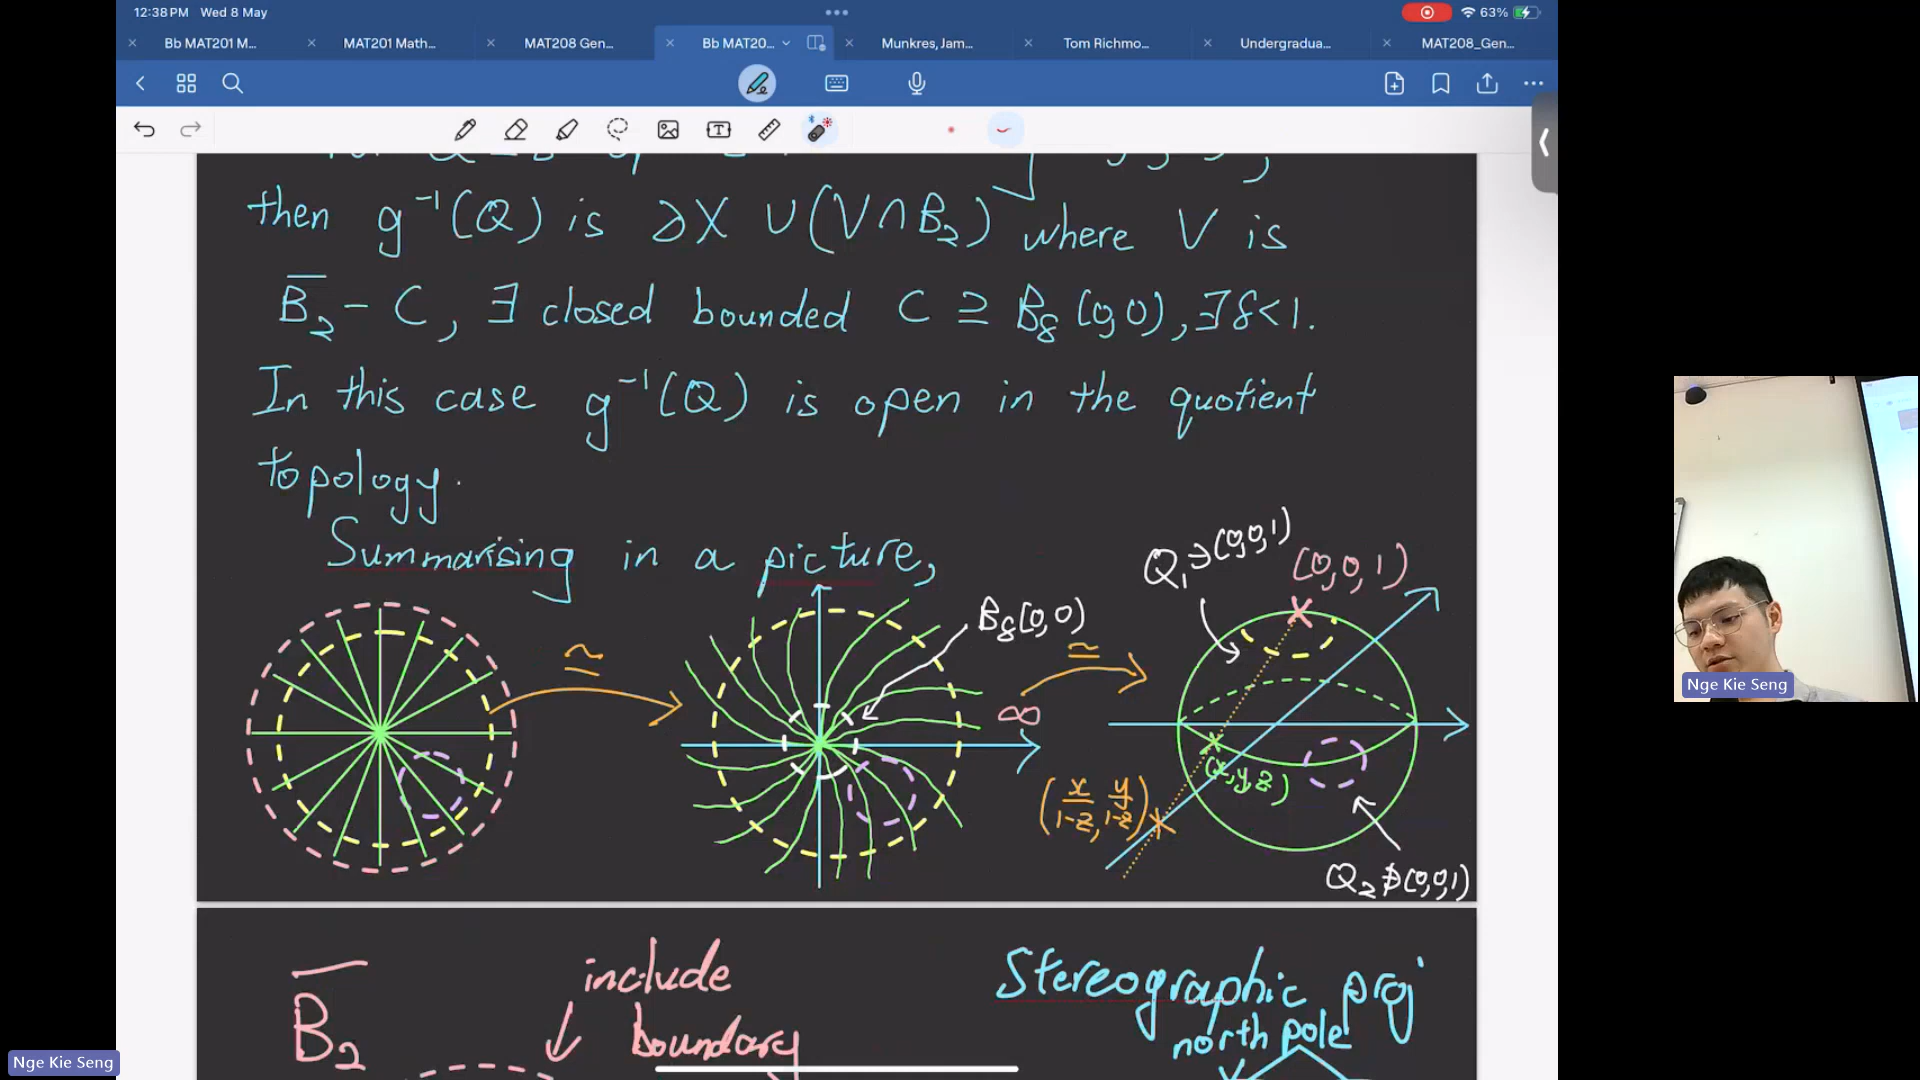 12:38 PM Wed 8 May
63%
Bb MAT201 M...
MAT201 Math...
MAT208 Gen...
Bb MAT20...
Munkres, Jam...
Tom Richmo...
Undergradua...
MAT208_Gen...
then g⁻¹(Q) is ∂X ∪ (V ∩ B₂) where V is
B̅₂ - C, ∃ closed bounded C ⊇ B_δ(0,0), ∃ δ<1.
In this case g⁻¹(Q) is open in the quotient
topology.
Summarising in a picture,
Q₁ ∋ (0,0,1)
(0,0,1)
B_δ(0,0)
≃
≃
∞
(x,y,z)
(x/1-z, y/1-z)
Q₂ ∌ (0,0,1)
B̅₂
include
boundary
Stereographic proj
north pole
Nge Kie Seng
Nge Kie Seng